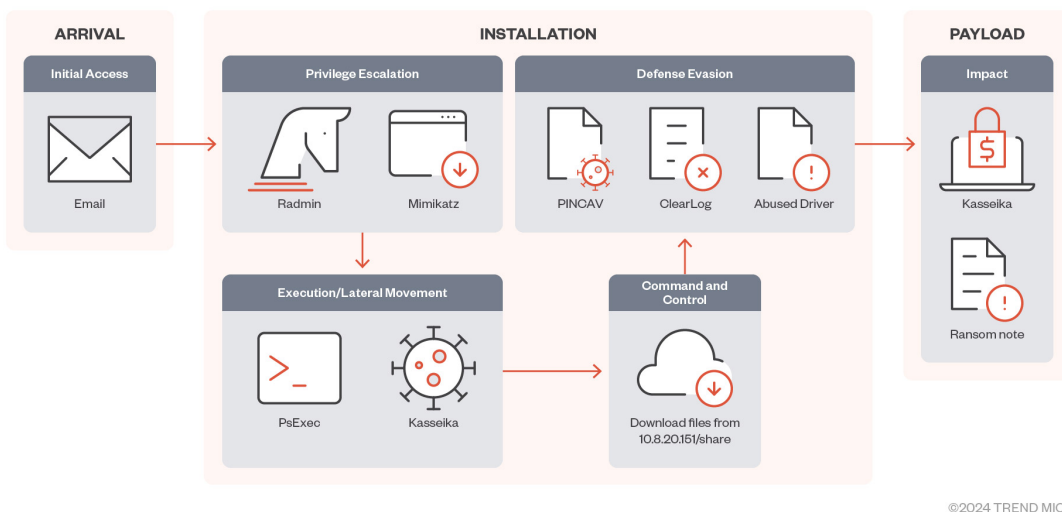 ARRIVAL
Initial Access
Email
INSTALLATION
Privilege Escalation
Radmin
Mimikatz
Defense Evasion
PINCAV
ClearLog
Abused Driver
Execution/Lateral Movement
>_
PsExec
Kasseika
Command and
Control
Download files from
10.8.20.151/share
PAYLOAD
Impact
$
Kasseika
!
Ransom note
©2024 TREND MIC